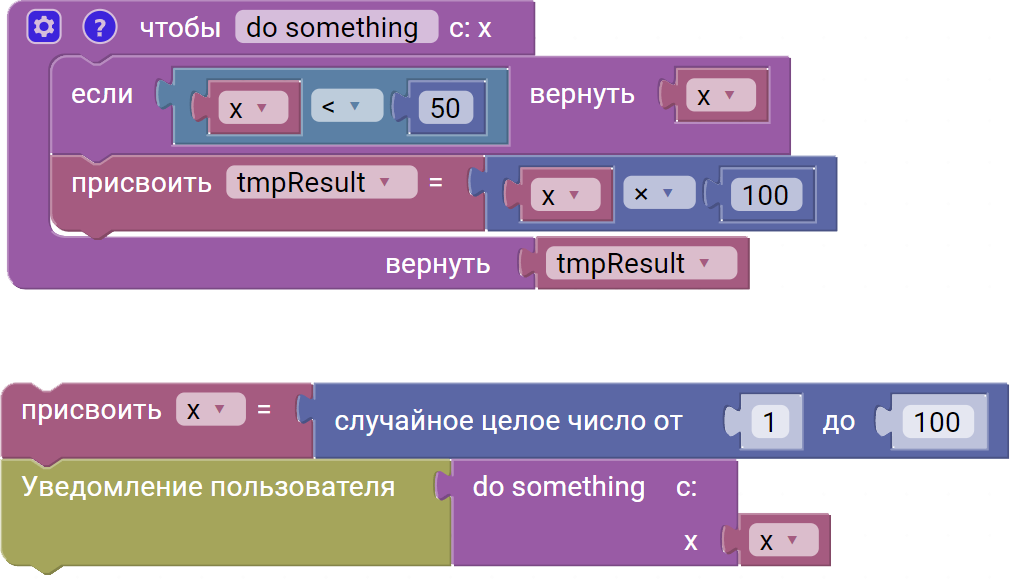 ? чтобы do something с: x
если x < 50 вернуть x
присвоить tmpResult = x × 100
вернуть tmpResult
присвоить x = случайное целое число от 1 до 100
Уведомление пользователя do something с:
x x